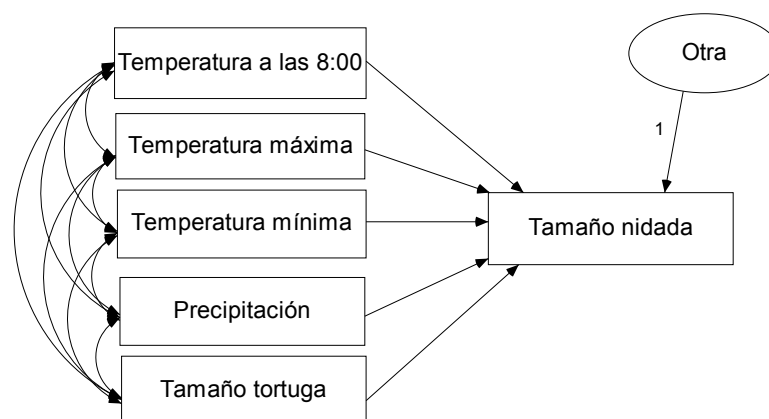 Temperatura a las 8:00
Otra
1
Temperatura máxima
Temperatura mínima
Tamaño nidada
Precipitación
Tamaño tortuga